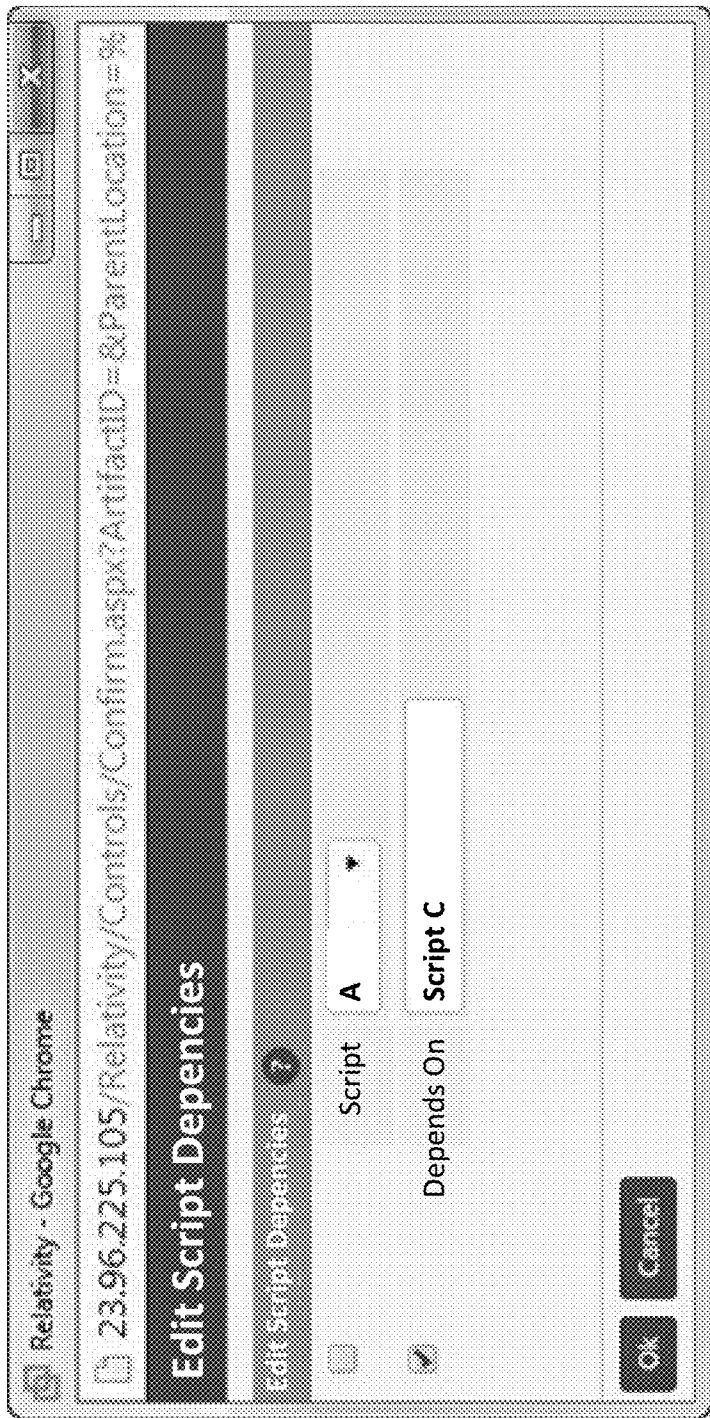 Relativity - Google Chrome
23.96.225.105/Relativity/Controls/Confirm.aspx?ArtifactID=&ParentLocation=%
Edit Script Depencies
Edit Script Depencies ?
Script A
Depends On Script C
Ok Cancel